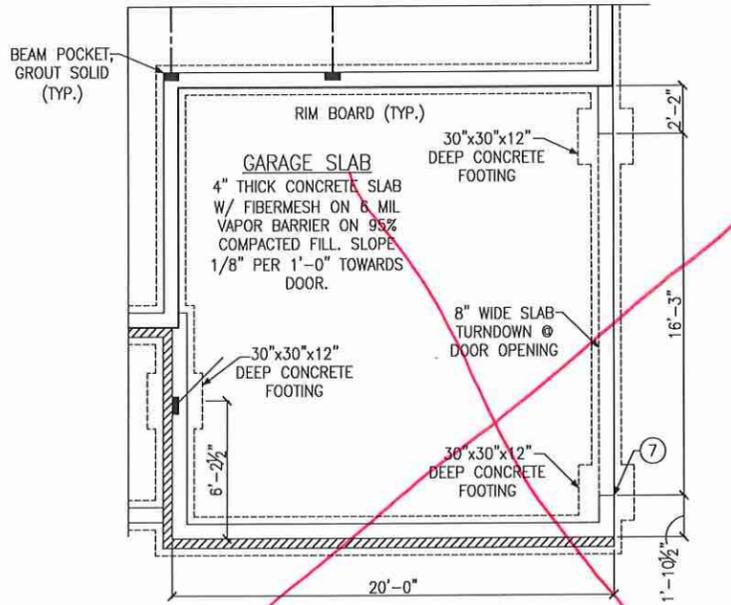 BEAM POCKET,
GROUT SOLID
(TYP.)
RIM BOARD (TYP.)
2'-2"
30"x30"x12"
DEEP CONCRETE
FOOTING
GARAGE SLAB
4" THICK CONCRETE SLAB
W/ FIBERMESH ON 6 MIL
VAPOR BARRIER ON 95%
COMPACTED FILL. SLOPE
1/8" PER 1'-0" TOWARDS
DOOR.
8" WIDE SLAB
TURNDOWN @
DOOR OPENING
16'-3"
30"x30"x12"
DEEP CONCRETE
FOOTING
6'-2½"
30"x30"x12"
DEEP CONCRETE
FOOTING
7
1'-10½"
20'-0"